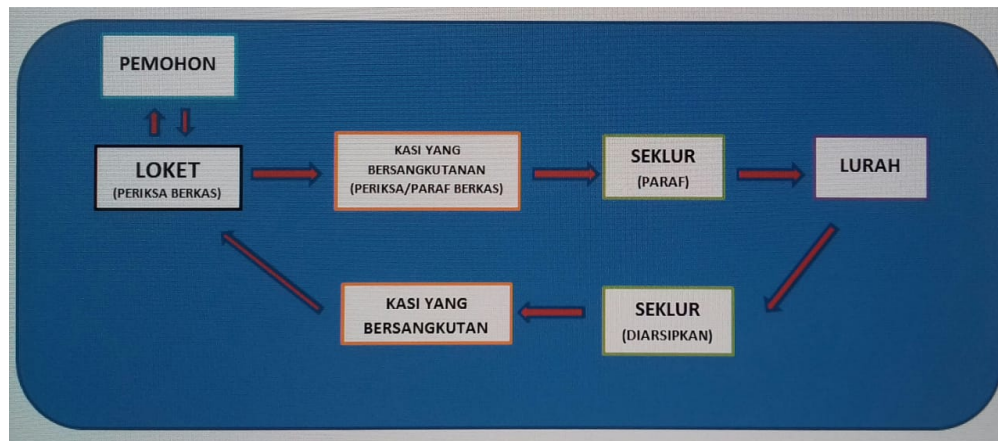 PEMOHON
LOKET
(PERIKSA BERKAS)
KASI YANG
BERSANGKUTANAN
(PERIKSA/PARAF BERKAS)
SEKLUR
(PARAF)
LURAH
KASI YANG
BERSANGKUTAN
SEKLUR
(DIARSIPKAN)